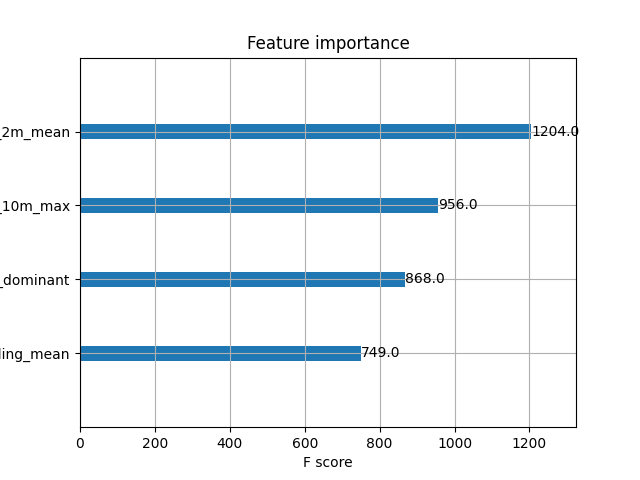 Feature importance
_2m_mean
1204.0
_10m_max
956.0
_dominant
868.0
ling_mean
749.0
0 200 400 600 800 1000 1200
F score